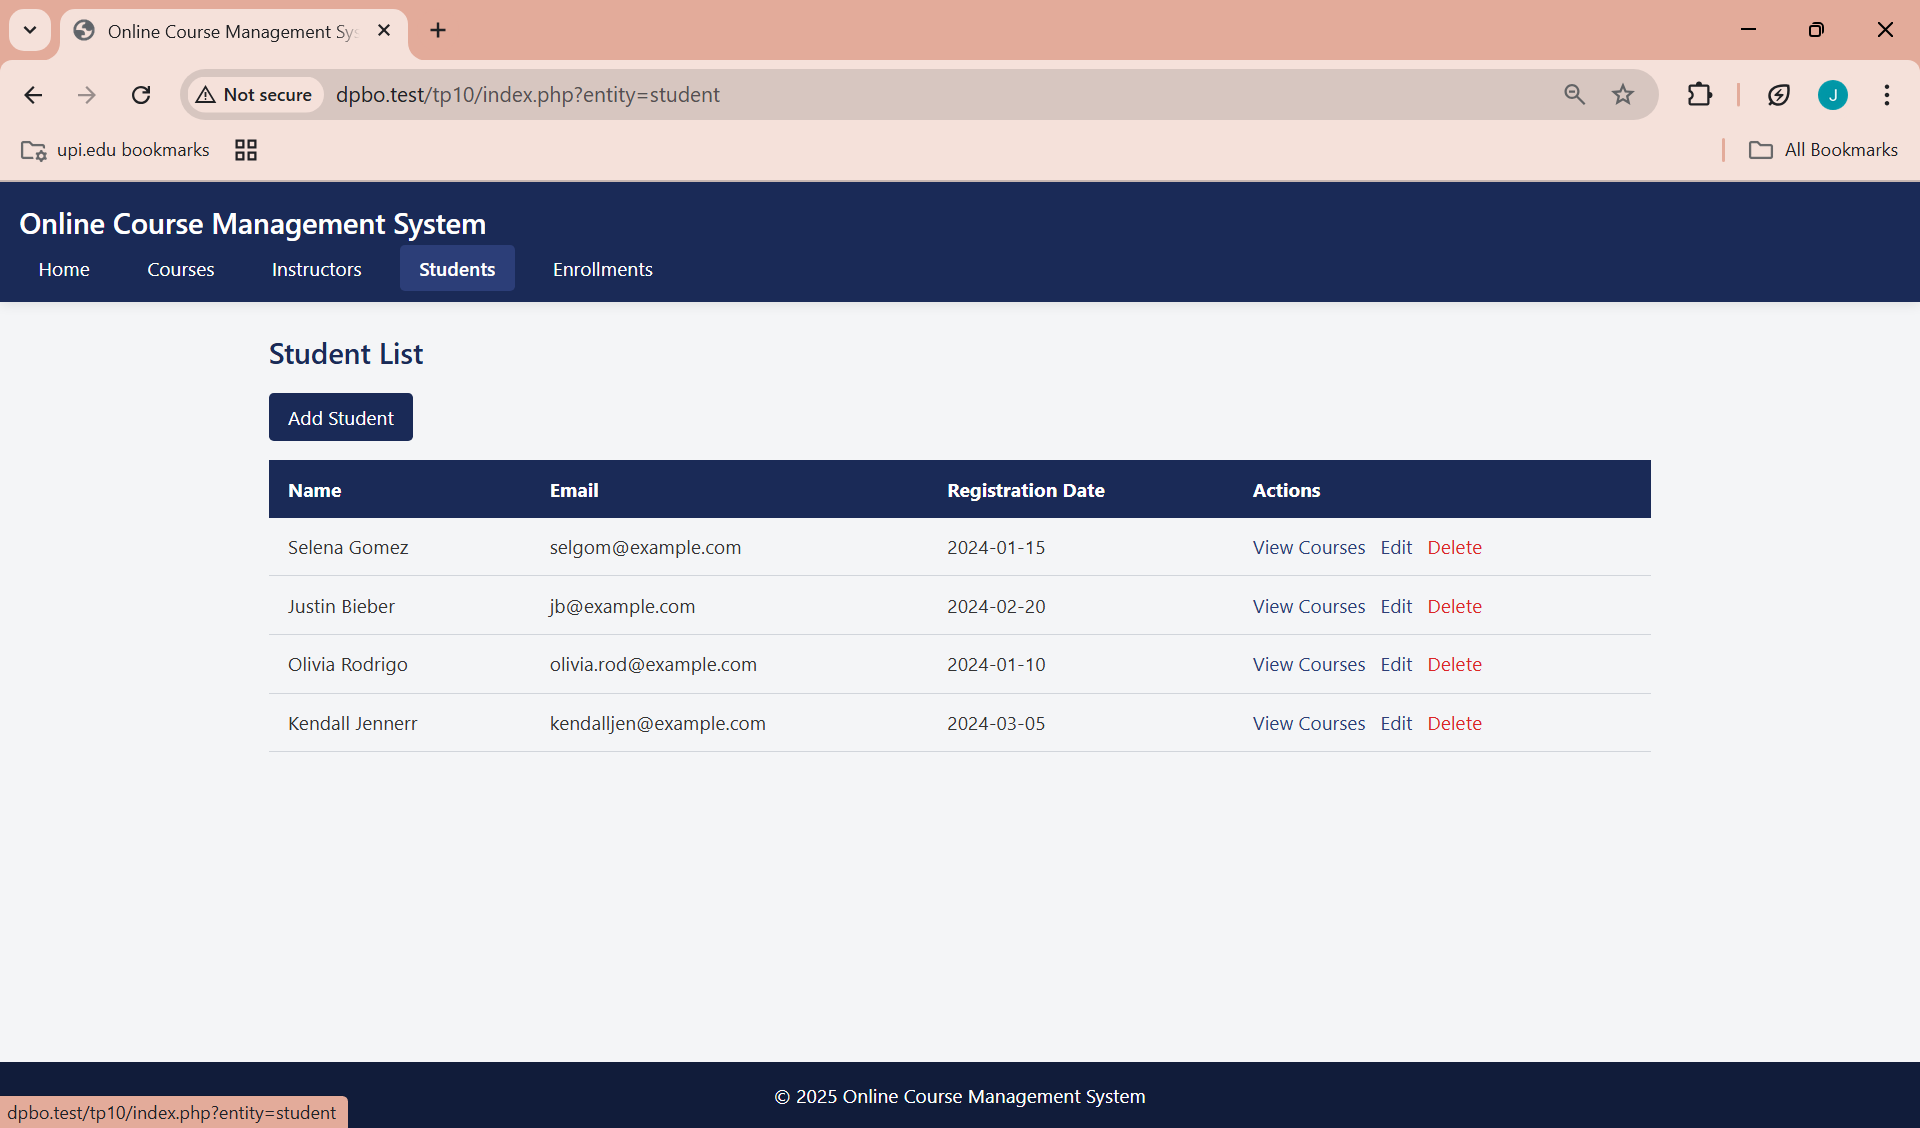 Online Course Management Sy
Not secure
dpbo.test/tp10/index.php?entity=student
J
upi.edu bookmarks
All Bookmarks
Online Course Management System
Home Courses Instructors Students Enrollments
Student List
Add Student
Name Email Registration Date Actions
Selena Gomez selgom@example.com 2024-01-15 View Courses Edit Delete
Justin Bieber jb@example.com 2024-02-20 View Courses Edit Delete
Olivia Rodrigo olivia.rod@example.com 2024-01-10 View Courses Edit Delete
Kendall Jennerr kendalljen@example.com 2024-03-05 View Courses Edit Delete
© 2025 Online Course Management System
dpbo.test/tp10/index.php?entity=student